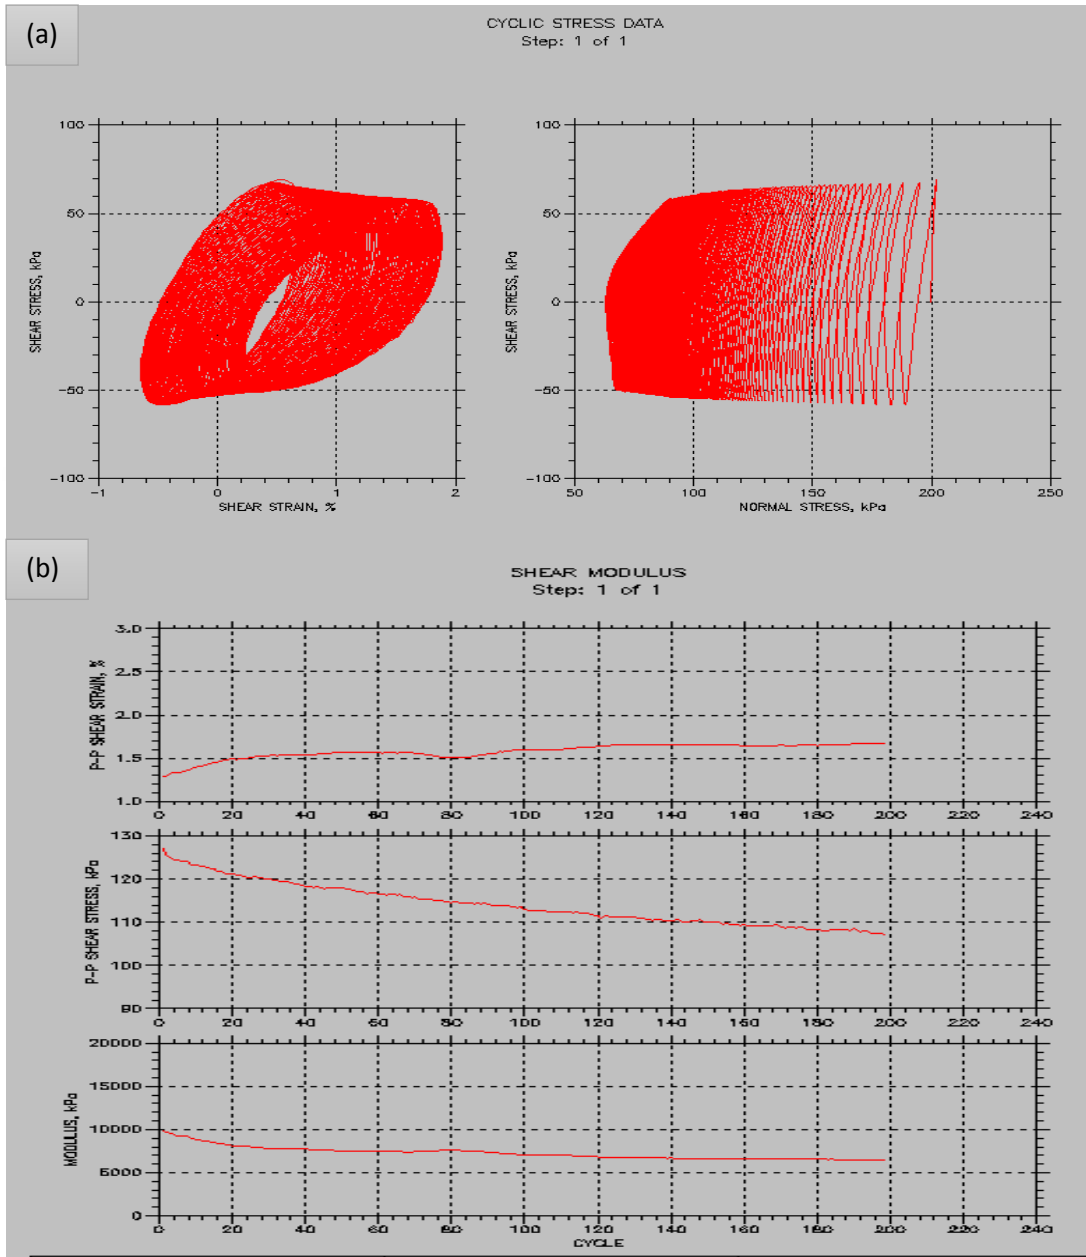 (a)
CYCLIC STRESS DATA
Step: 1 of 1
100
50
0
-50
-100
SHEAR STRESS, kPa
-1 0 1 2
SHEAR STRAIN, %
100
50
0
-50
-100
SHEAR STRESS, kPa
50 100 150 200 250
NORMAL STRESS, kPa
(b)
SHEAR MODULUS
Step: 1 of 1
3.0
2.5
2.0
1.5
1.0
P-P SHEAR STRAIN, %
0 20 40 60 80 100 120 140 160 180 200 220 240
130
120
110
100
90
P-P SHEAR STRESS, kPa
0 20 40 60 80 100 120 140 160 180 200 220 240
20000
15000
10000
5000
0
MODULUS, kPa
0 20 40 60 80 100 120 140 160 180 200 220 240
CYCLE